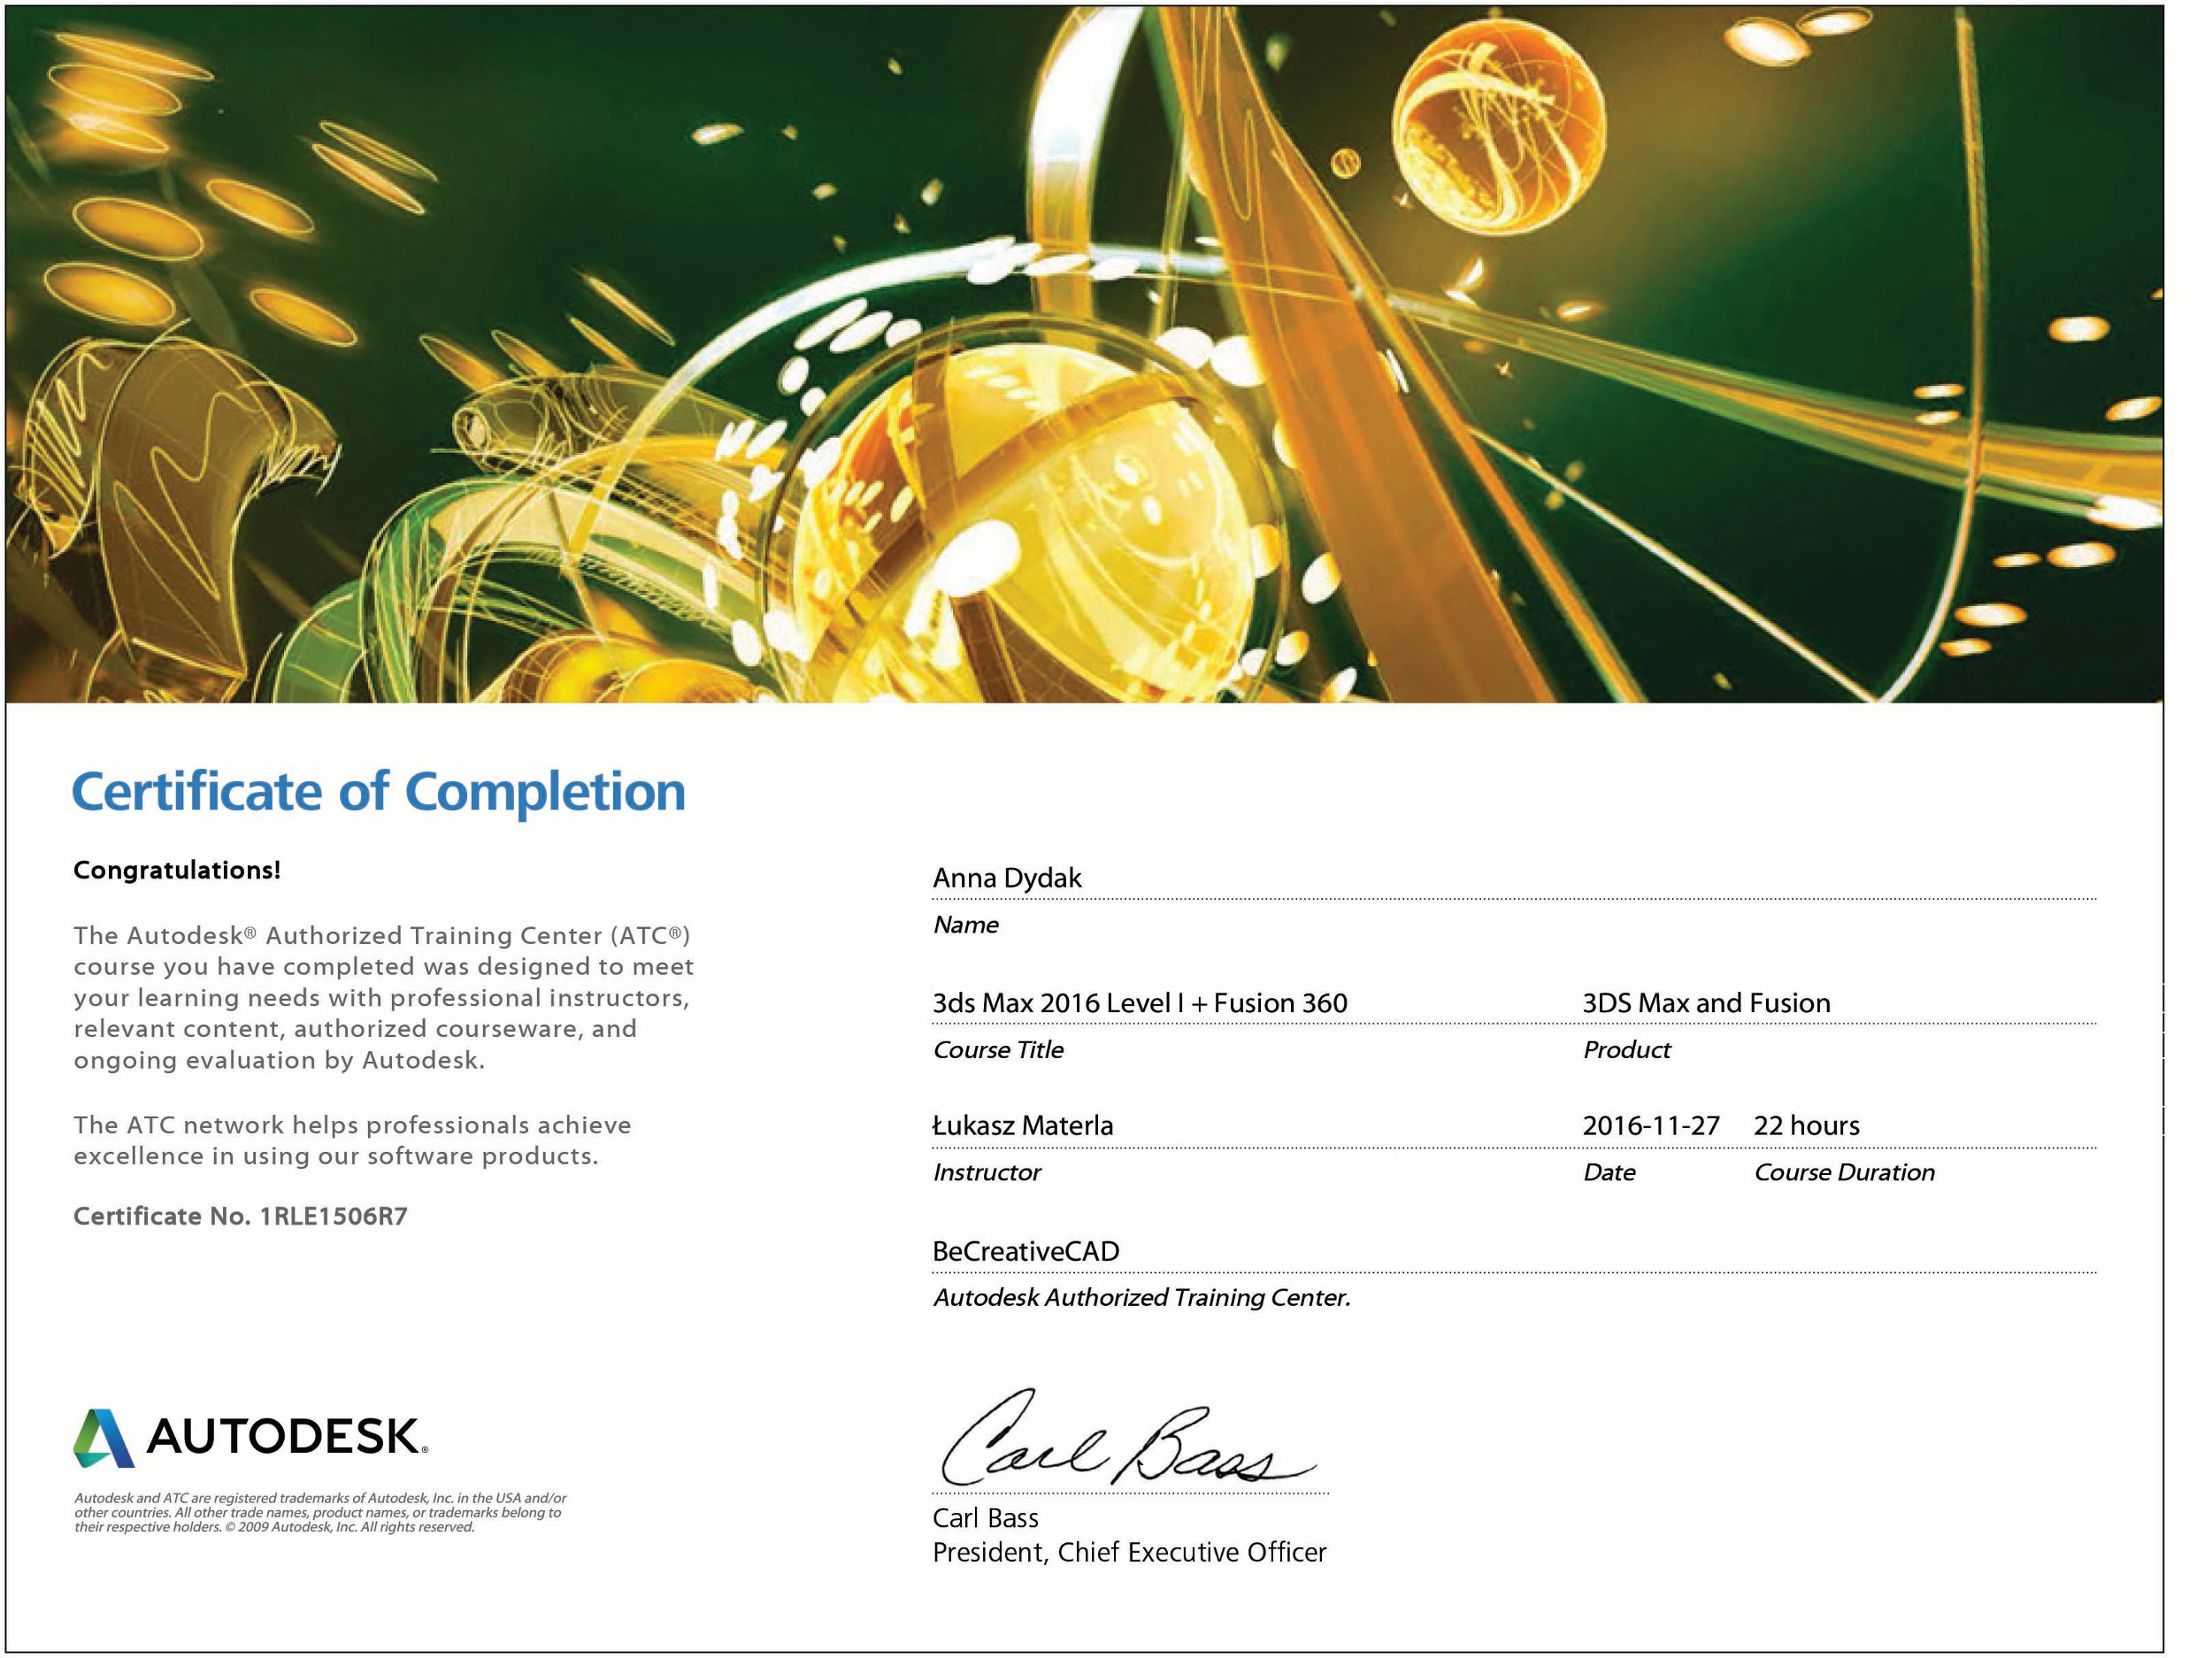 Certificate of Completion
Congratulations!
The Autodesk® Authorized Training Center (ATC®)
course you have completed was designed to meet
your learning needs with professional instructors,
relevant content, authorized courseware, and
ongoing evaluation by Autodesk.
The ATC network helps professionals achieve
excellence in using our software products.
Certificate No. 1RLE1506R7
Anna Dydak
Name
3ds Max 2016 Level I + Fusion 360 3DS Max and Fusion
Course Title Product
Łukasz Materla 2016-11-27 22 hours
Instructor Date Course Duration
BeCreativeCAD
Autodesk Authorized Training Center.
AUTODESK®
Autodesk and ATC are registered trademarks of Autodesk, Inc. in the USA and/or
other countries. All other trade names, product names, or trademarks belong to
their respective holders. © 2009 Autodesk, Inc. All rights reserved.
Carl Bass
Carl Bass
President, Chief Executive Officer